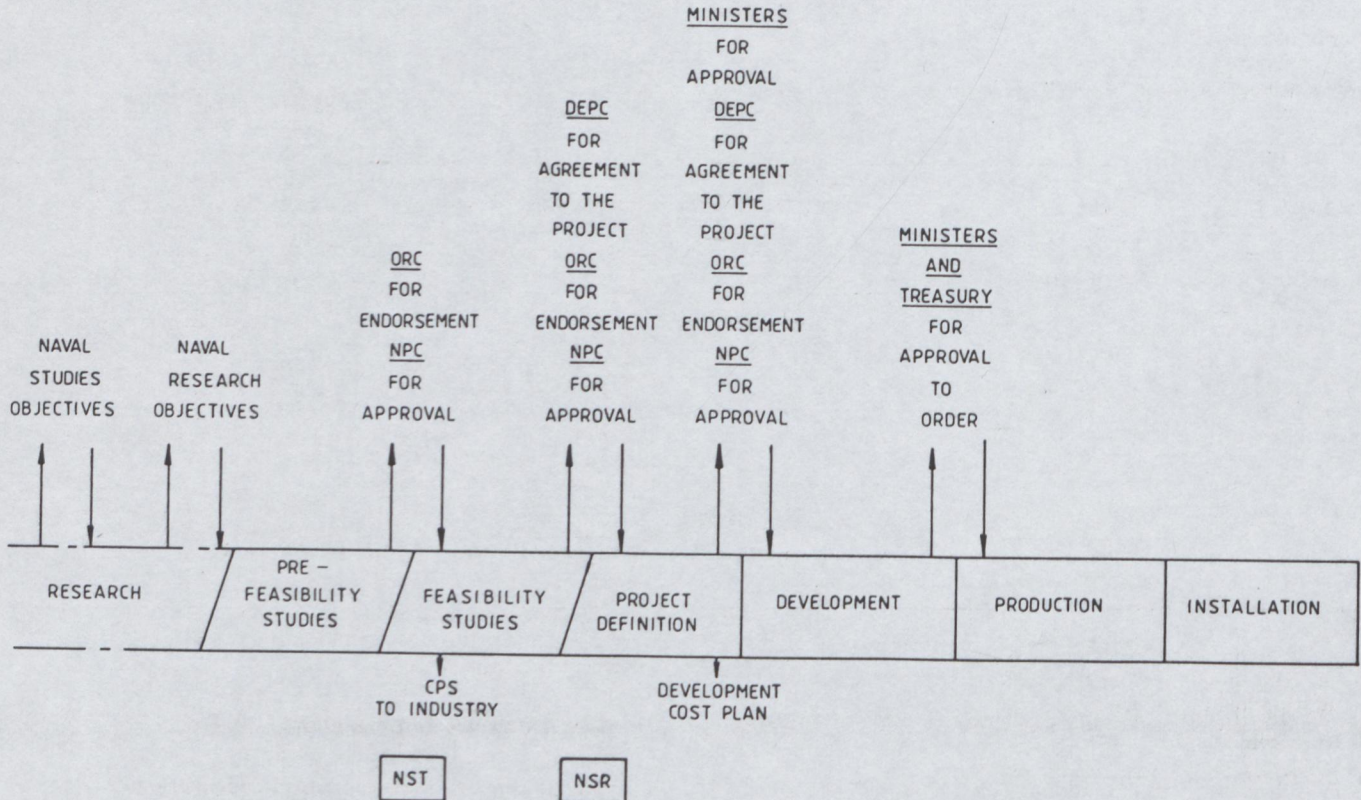 MINISTERS
FOR
APPROVAL
DEPC
FOR
AGREEMENT
TO THE
PROJECT
ORC
FOR
ENDORSEMENT
NPC
FOR
APPROVAL
DEPC
FOR
AGREEMENT
TO THE
PROJECT
ORC
FOR
ENDORSEMENT
NPC
FOR
APPROVAL
MINISTERS
AND
TREASURY
FOR
APPROVAL
TO
ORDER
ORC
FOR
ENDORSEMENT
NPC
FOR
APPROVAL
NAVAL
STUDIES
OBJECTIVES
NAVAL
RESEARCH
OBJECTIVES
RESEARCH
PRE -
FEASIBILITY
STUDIES
FEASIBILITY
STUDIES
PROJECT
DEFINITION
DEVELOPMENT
PRODUCTION
INSTALLATION
CPS
TO INDUSTRY
DEVELOPMENT
COST PLAN
NST
NSR